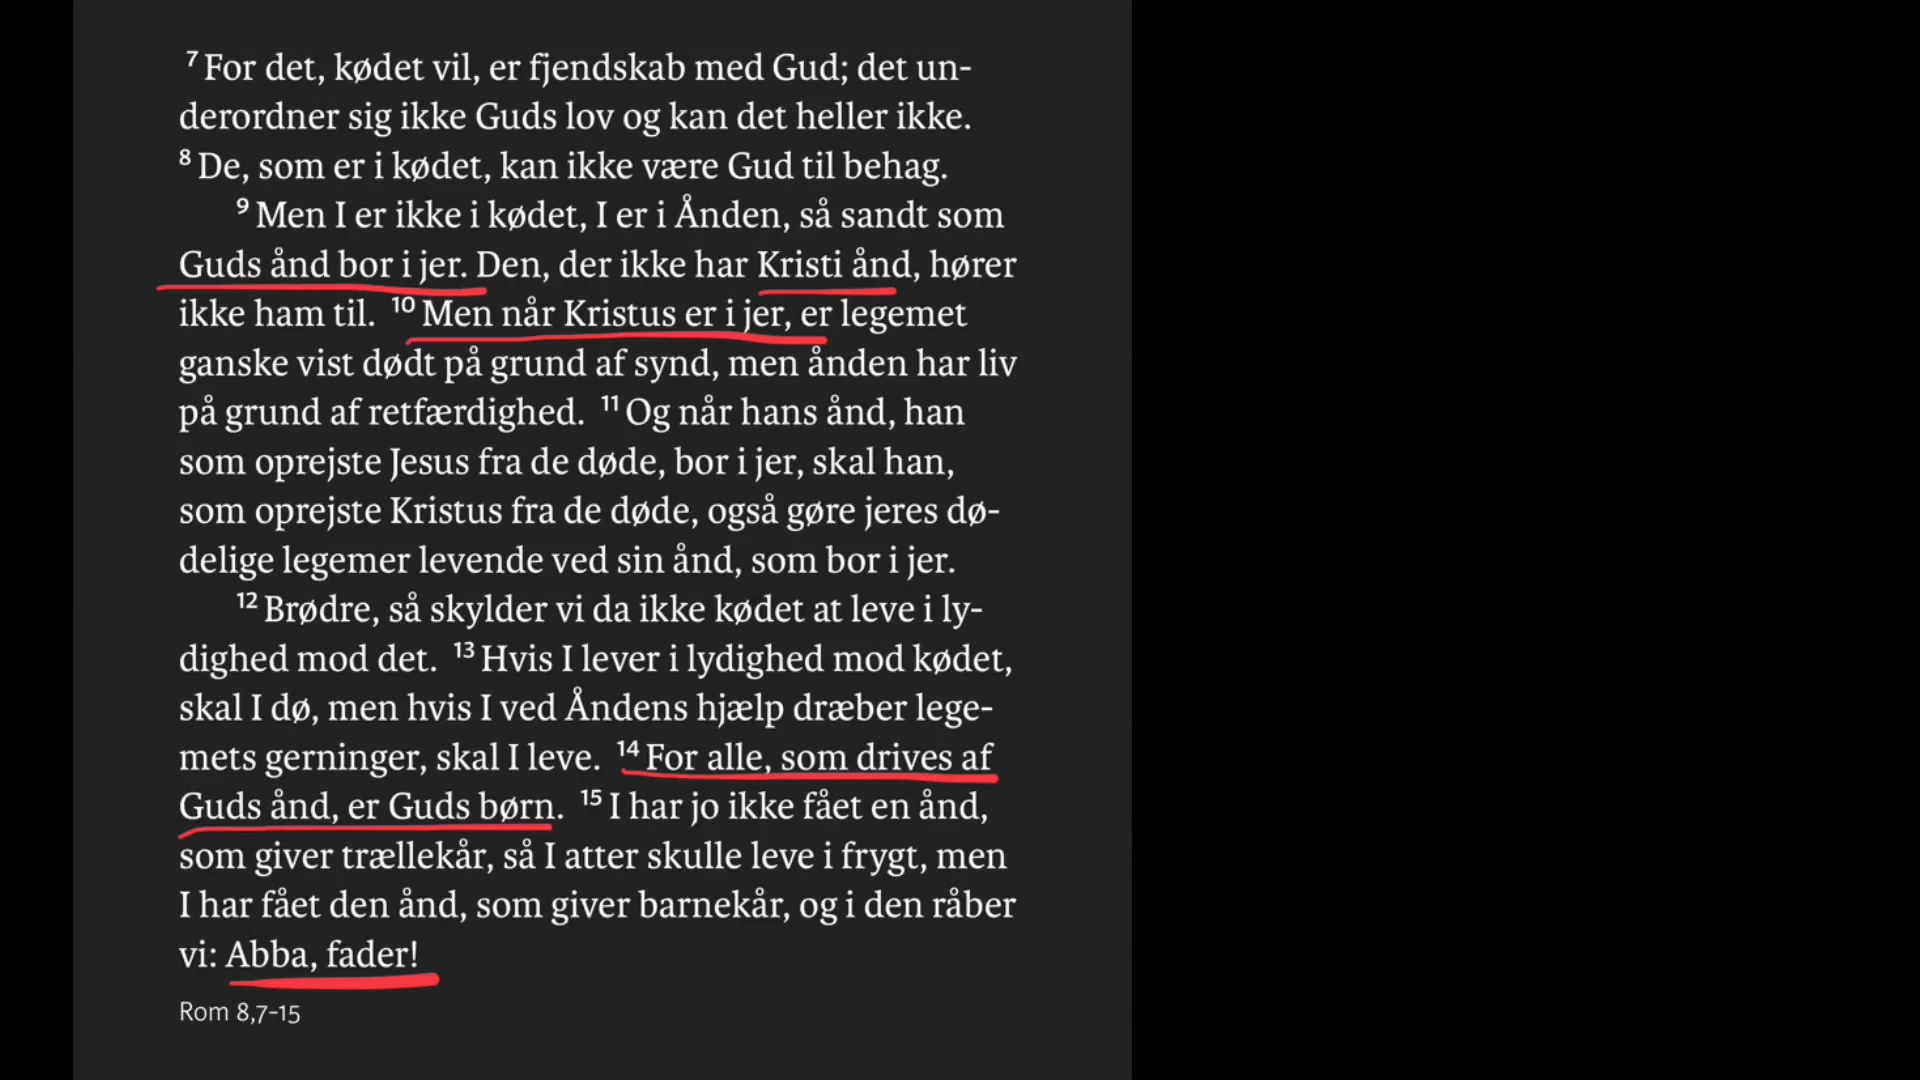 ⁷ For det, kødet vil, er fjendskab med Gud; det un-
derordner sig ikke Guds lov og kan det heller ikke.
⁸ De, som er i kødet, kan ikke være Gud til behag.
⁹ Men I er ikke i kødet, I er i Ånden, så sandt som
Guds ånd bor i jer. Den, der ikke har Kristi ånd, hører
ikke ham til. ¹⁰ Men når Kristus er i jer, er legemet
ganske vist dødt på grund af synd, men ånden har liv
på grund af retfærdighed. ¹¹ Og når hans ånd, han
som oprejste Jesus fra de døde, bor i jer, skal han,
som oprejste Kristus fra de døde, også gøre jeres dø-
delige legemer levende ved sin ånd, som bor i jer.
¹² Brødre, så skylder vi da ikke kødet at leve i ly-
dighed mod det. ¹³ Hvis I lever i lydighed mod kødet,
skal I dø, men hvis I ved Åndens hjælp dræber lege-
mets gerninger, skal I leve. ¹⁴ For alle, som drives af
Guds ånd, er Guds børn. ¹⁵ I har jo ikke fået en ånd,
som giver trællekår, så I atter skulle leve i frygt, men
I har fået den ånd, som giver barnekår, og i den råber
vi: Abba, fader!
Rom 8,7-15